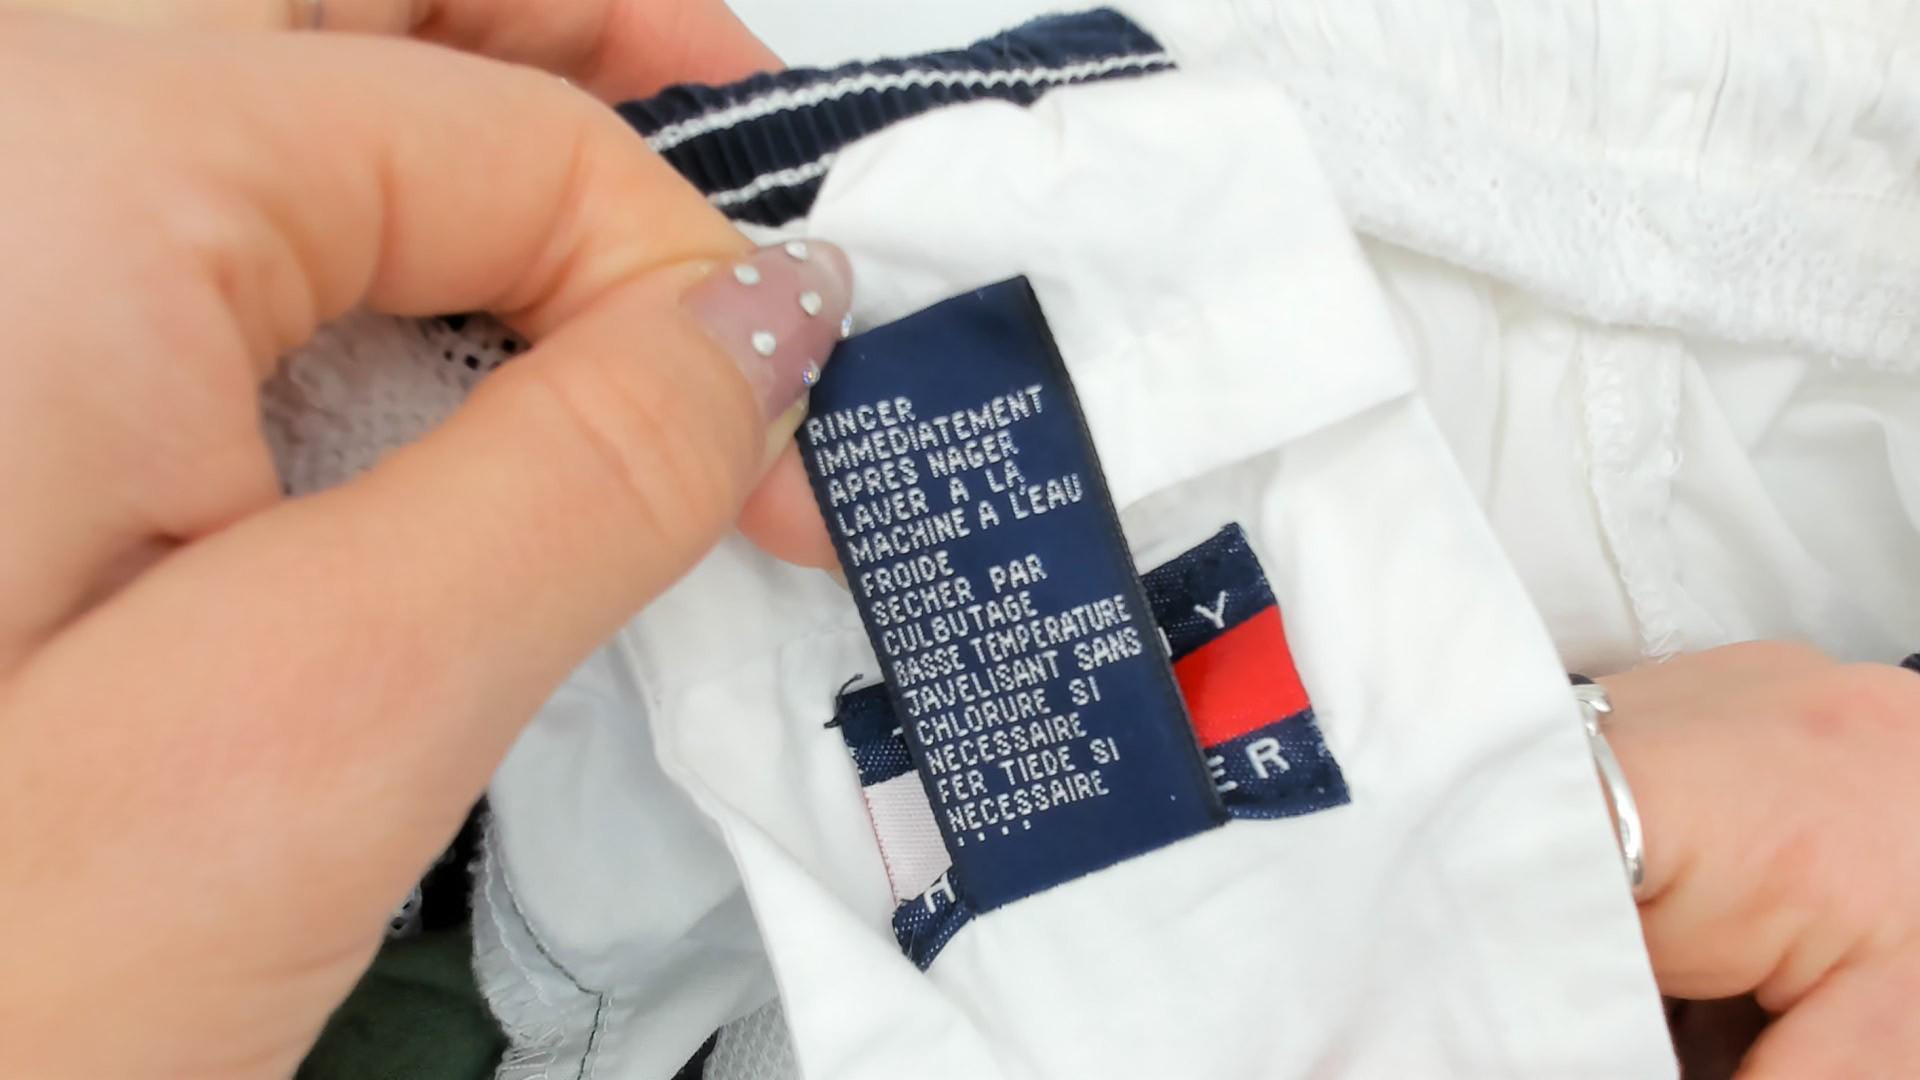 RINCER
IMMEDIATEMENT
APRES NAGER
LAVER A LA
MACHINE A L'EAU
FROIDE
SECHER PAR
CULBUTAGE
BASSE TEMPERATURE
JAVELISANT SANS
CHLORURE SI
NECESSAIRE
FER TIEDE SI
NECESSAIRE
....
Y
H
ER